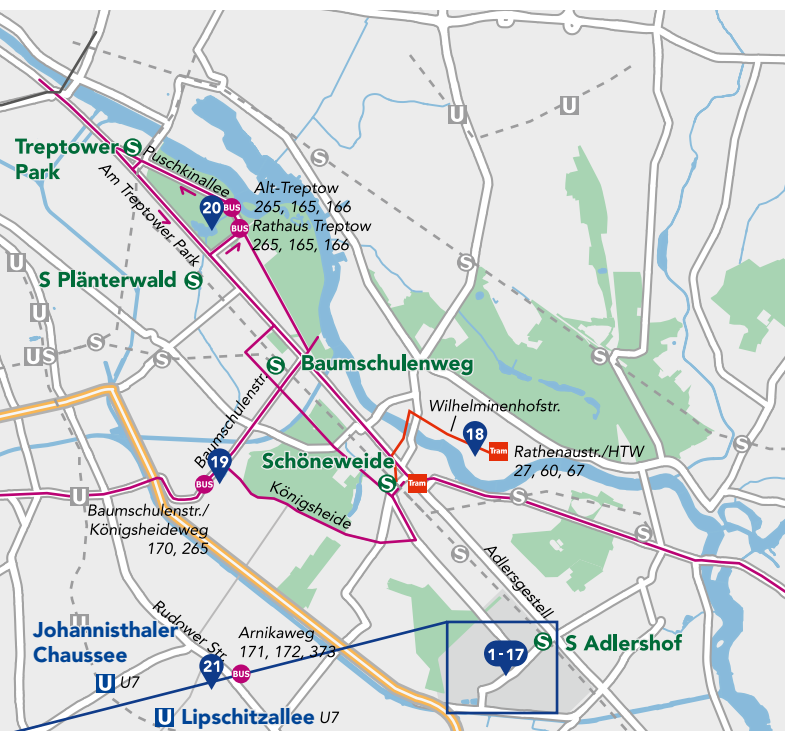 U
U
S
Treptower S
Park
Puschkinallee
Am Treptower Park
Alt-Treptow
265, 165, 166
BUS
20
BUS
Rathaus Treptow
265, 165, 166
S
U
S Plänterwald S
U
US
S
S
S
S
Baumschulenweg
Baumschulenstr.
Wilhelminenhofstr.
18
Tram
Rathenaustr./HTW
27, 60, 67
S
19
BUS
Schöneweide
S
Tram
S
U
Königsheide
Baumschulenstr./
Königsheideweg
170, 265
S
S
Adlersgestell
Rudower Str.
U
Johannisthaler
Chaussee
U U7
Arnikaweg
171, 172, 373
21
BUS
1-17
S S Adlershof
U Lipschitzallee U7